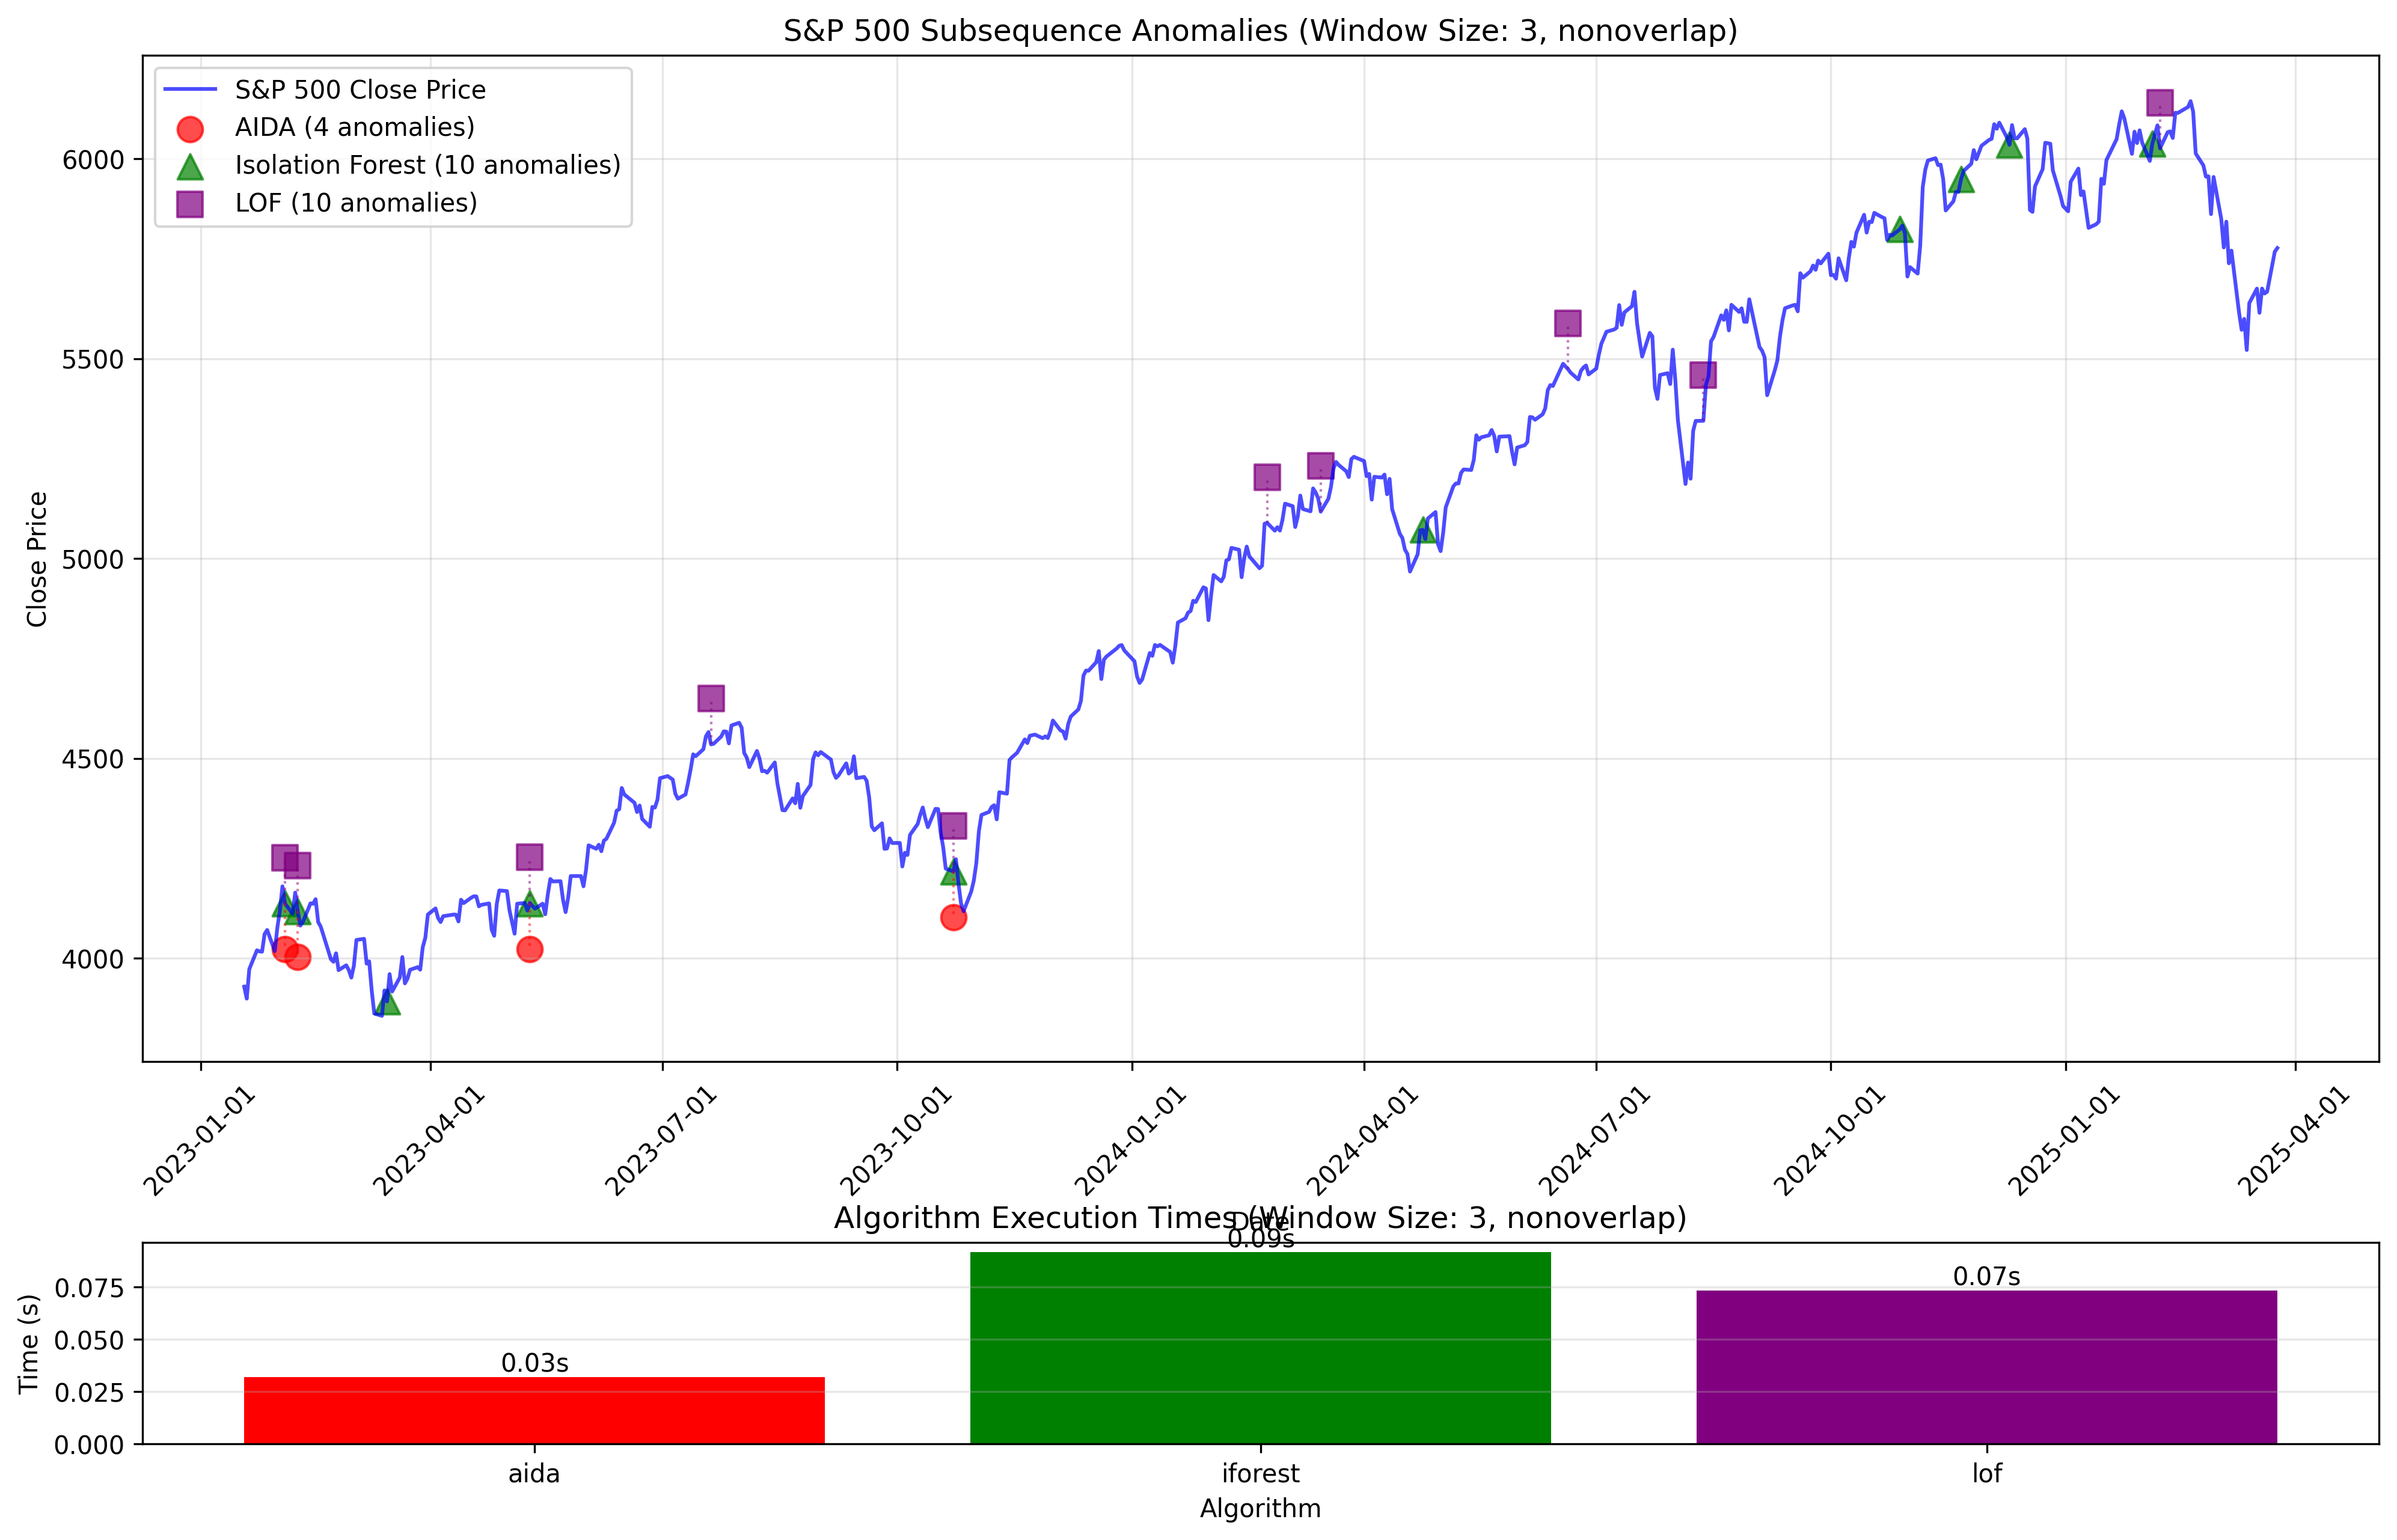 S&P 500 Subsequence Anomalies (Window Size: 3, nonoverlap)
S&P 500 Close Price
AIDA (4 anomalies)
Isolation Forest (10 anomalies)
LOF (10 anomalies)
Close Price
6000
5500
5000
4500
4000
2023-01-01
2023-04-01
2023-07-01
2023-10-01
2024-01-01
2024-04-01
2024-07-01
2024-10-01
2025-01-01
2025-04-01
Date
Algorithm Execution Times (Window Size: 3, nonoverlap)
Time (s)
0.075
0.050
0.025
0.000
0.03s
0.09s
0.07s
aida
iforest
lof
Algorithm